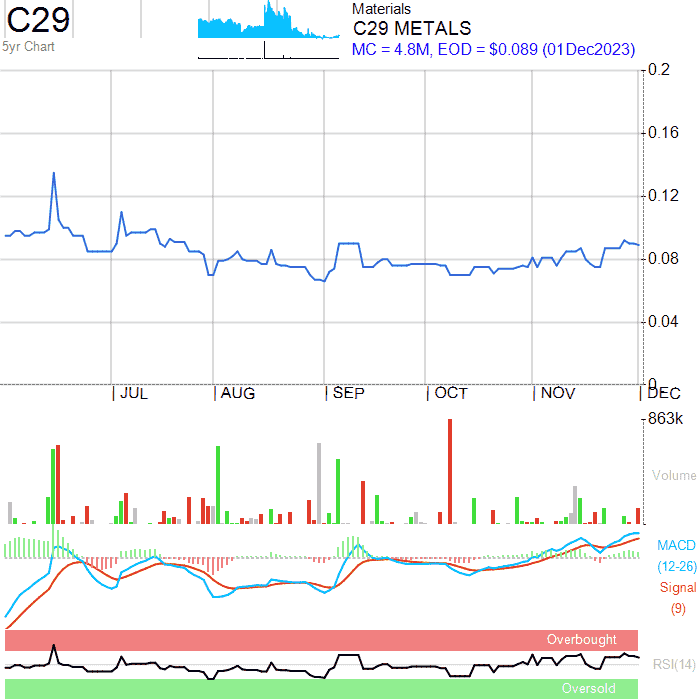 C29
5yr Chart
Materials
C29 METALS
MC = 4.8M, EOD = $0.089 (01Dec2023)
0.2
0.16
0.12
0.08
0.04
0
JUL AUG SEP OCT NOV DEC
863k
Volume
MACD
(12-26)
Signal
(9)
Overbought
RSI(14)
Oversold